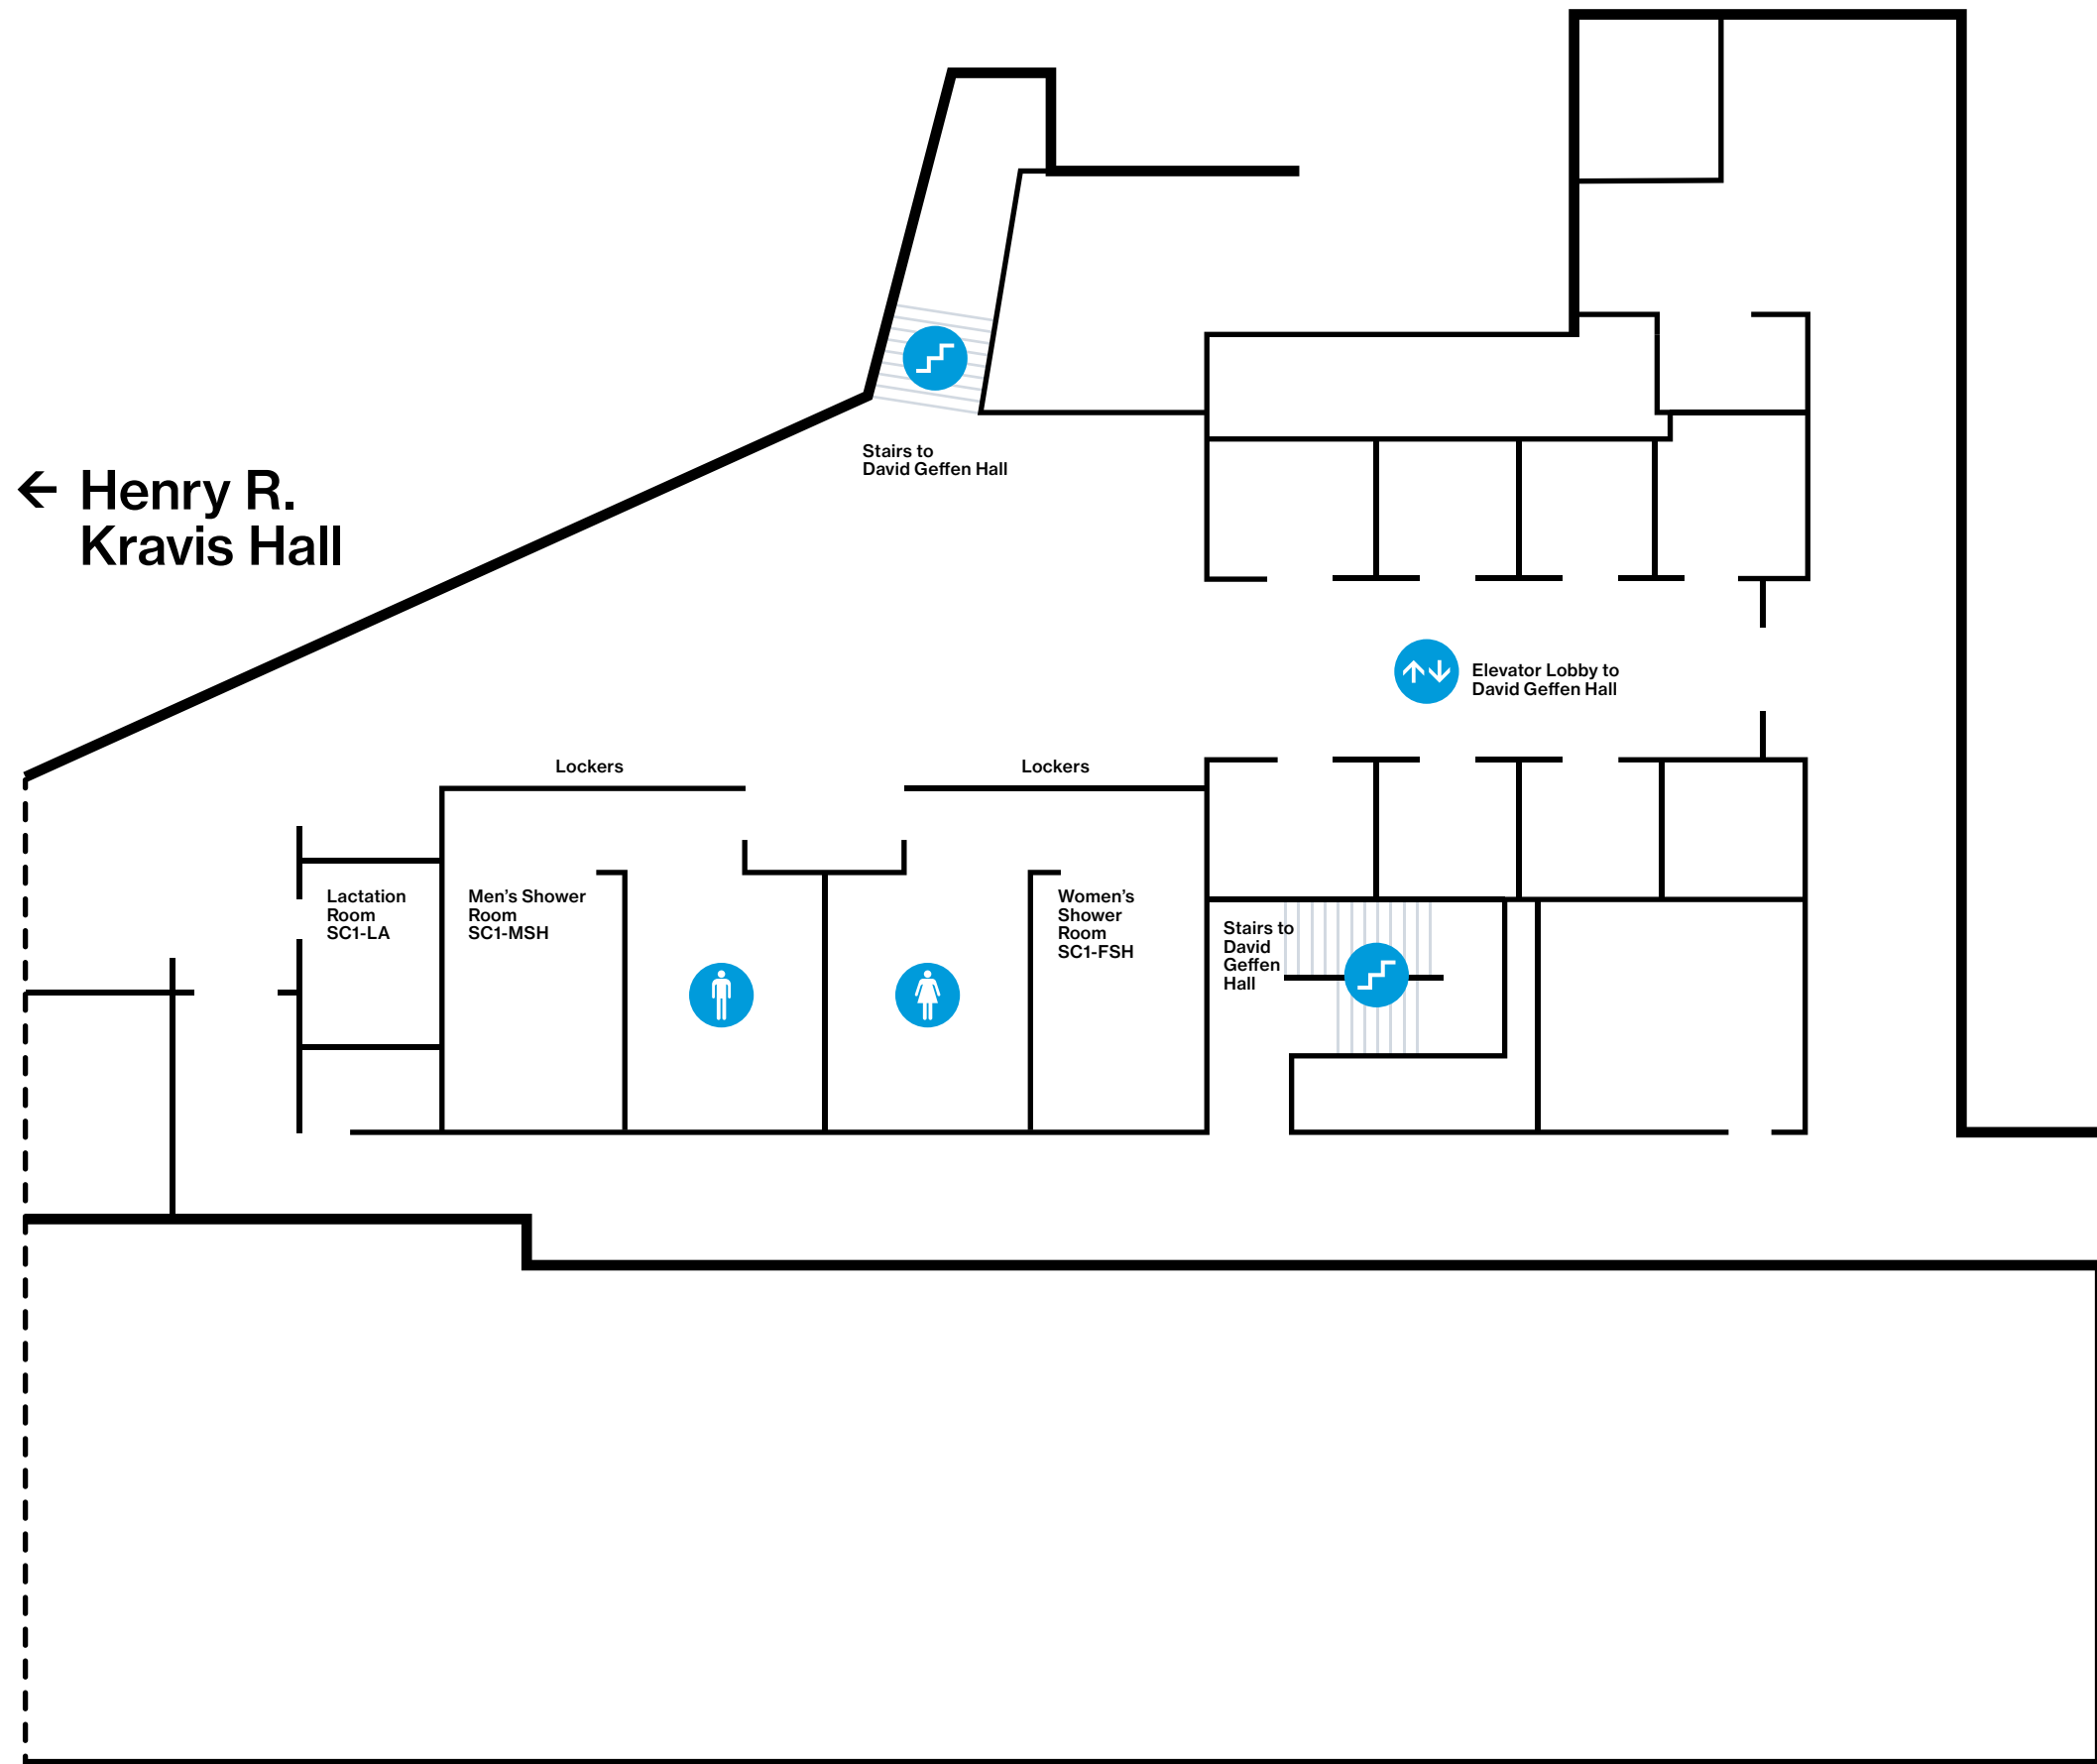 Stairs to
David Geffen Hall
← Henry R.
Kravis Hall
Elevator Lobby to
David Geffen Hall
Lockers
Lockers
Lactation
Room
SC1-LA
Men’s Shower
Room
SC1-MSH
Women’s
Shower
Room
SC1-FSH
Stairs to
David
Geffen
Hall